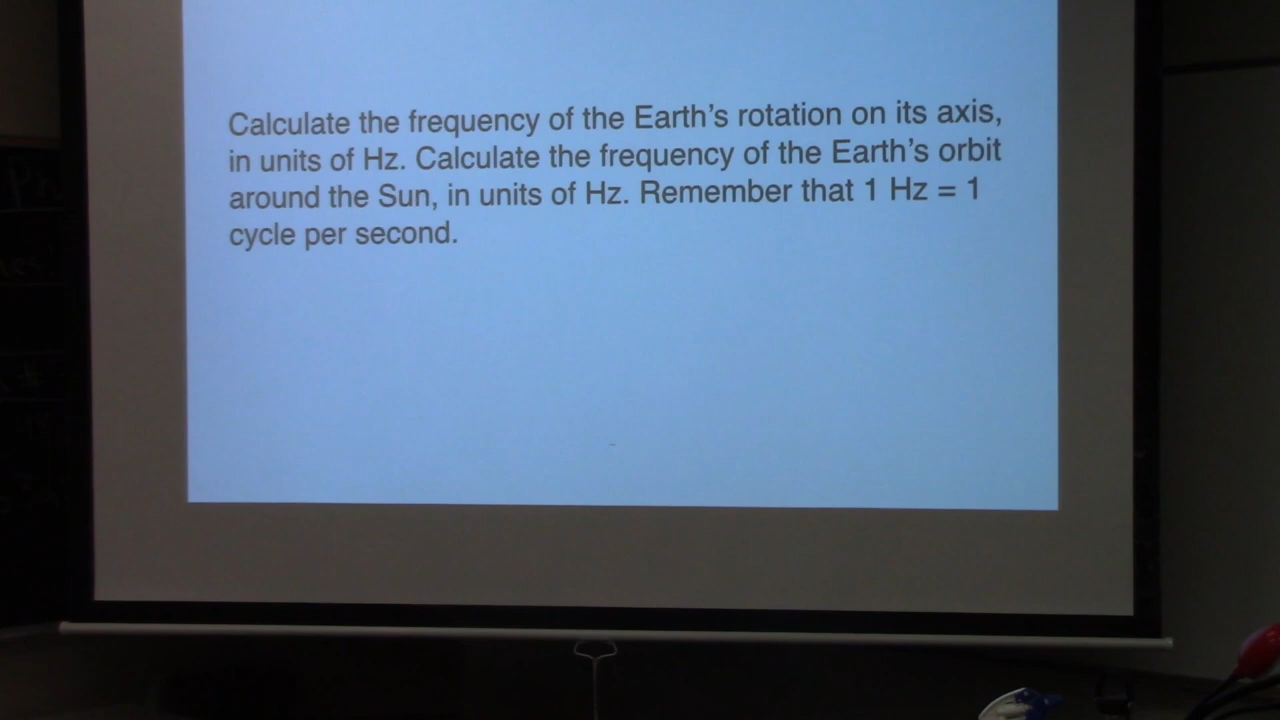 Calculate the frequency of the Earth's rotation on its axis,
in units of Hz. Calculate the frequency of the Earth's orbit
around the Sun, in units of Hz. Remember that 1 Hz = 1
cycle per second.